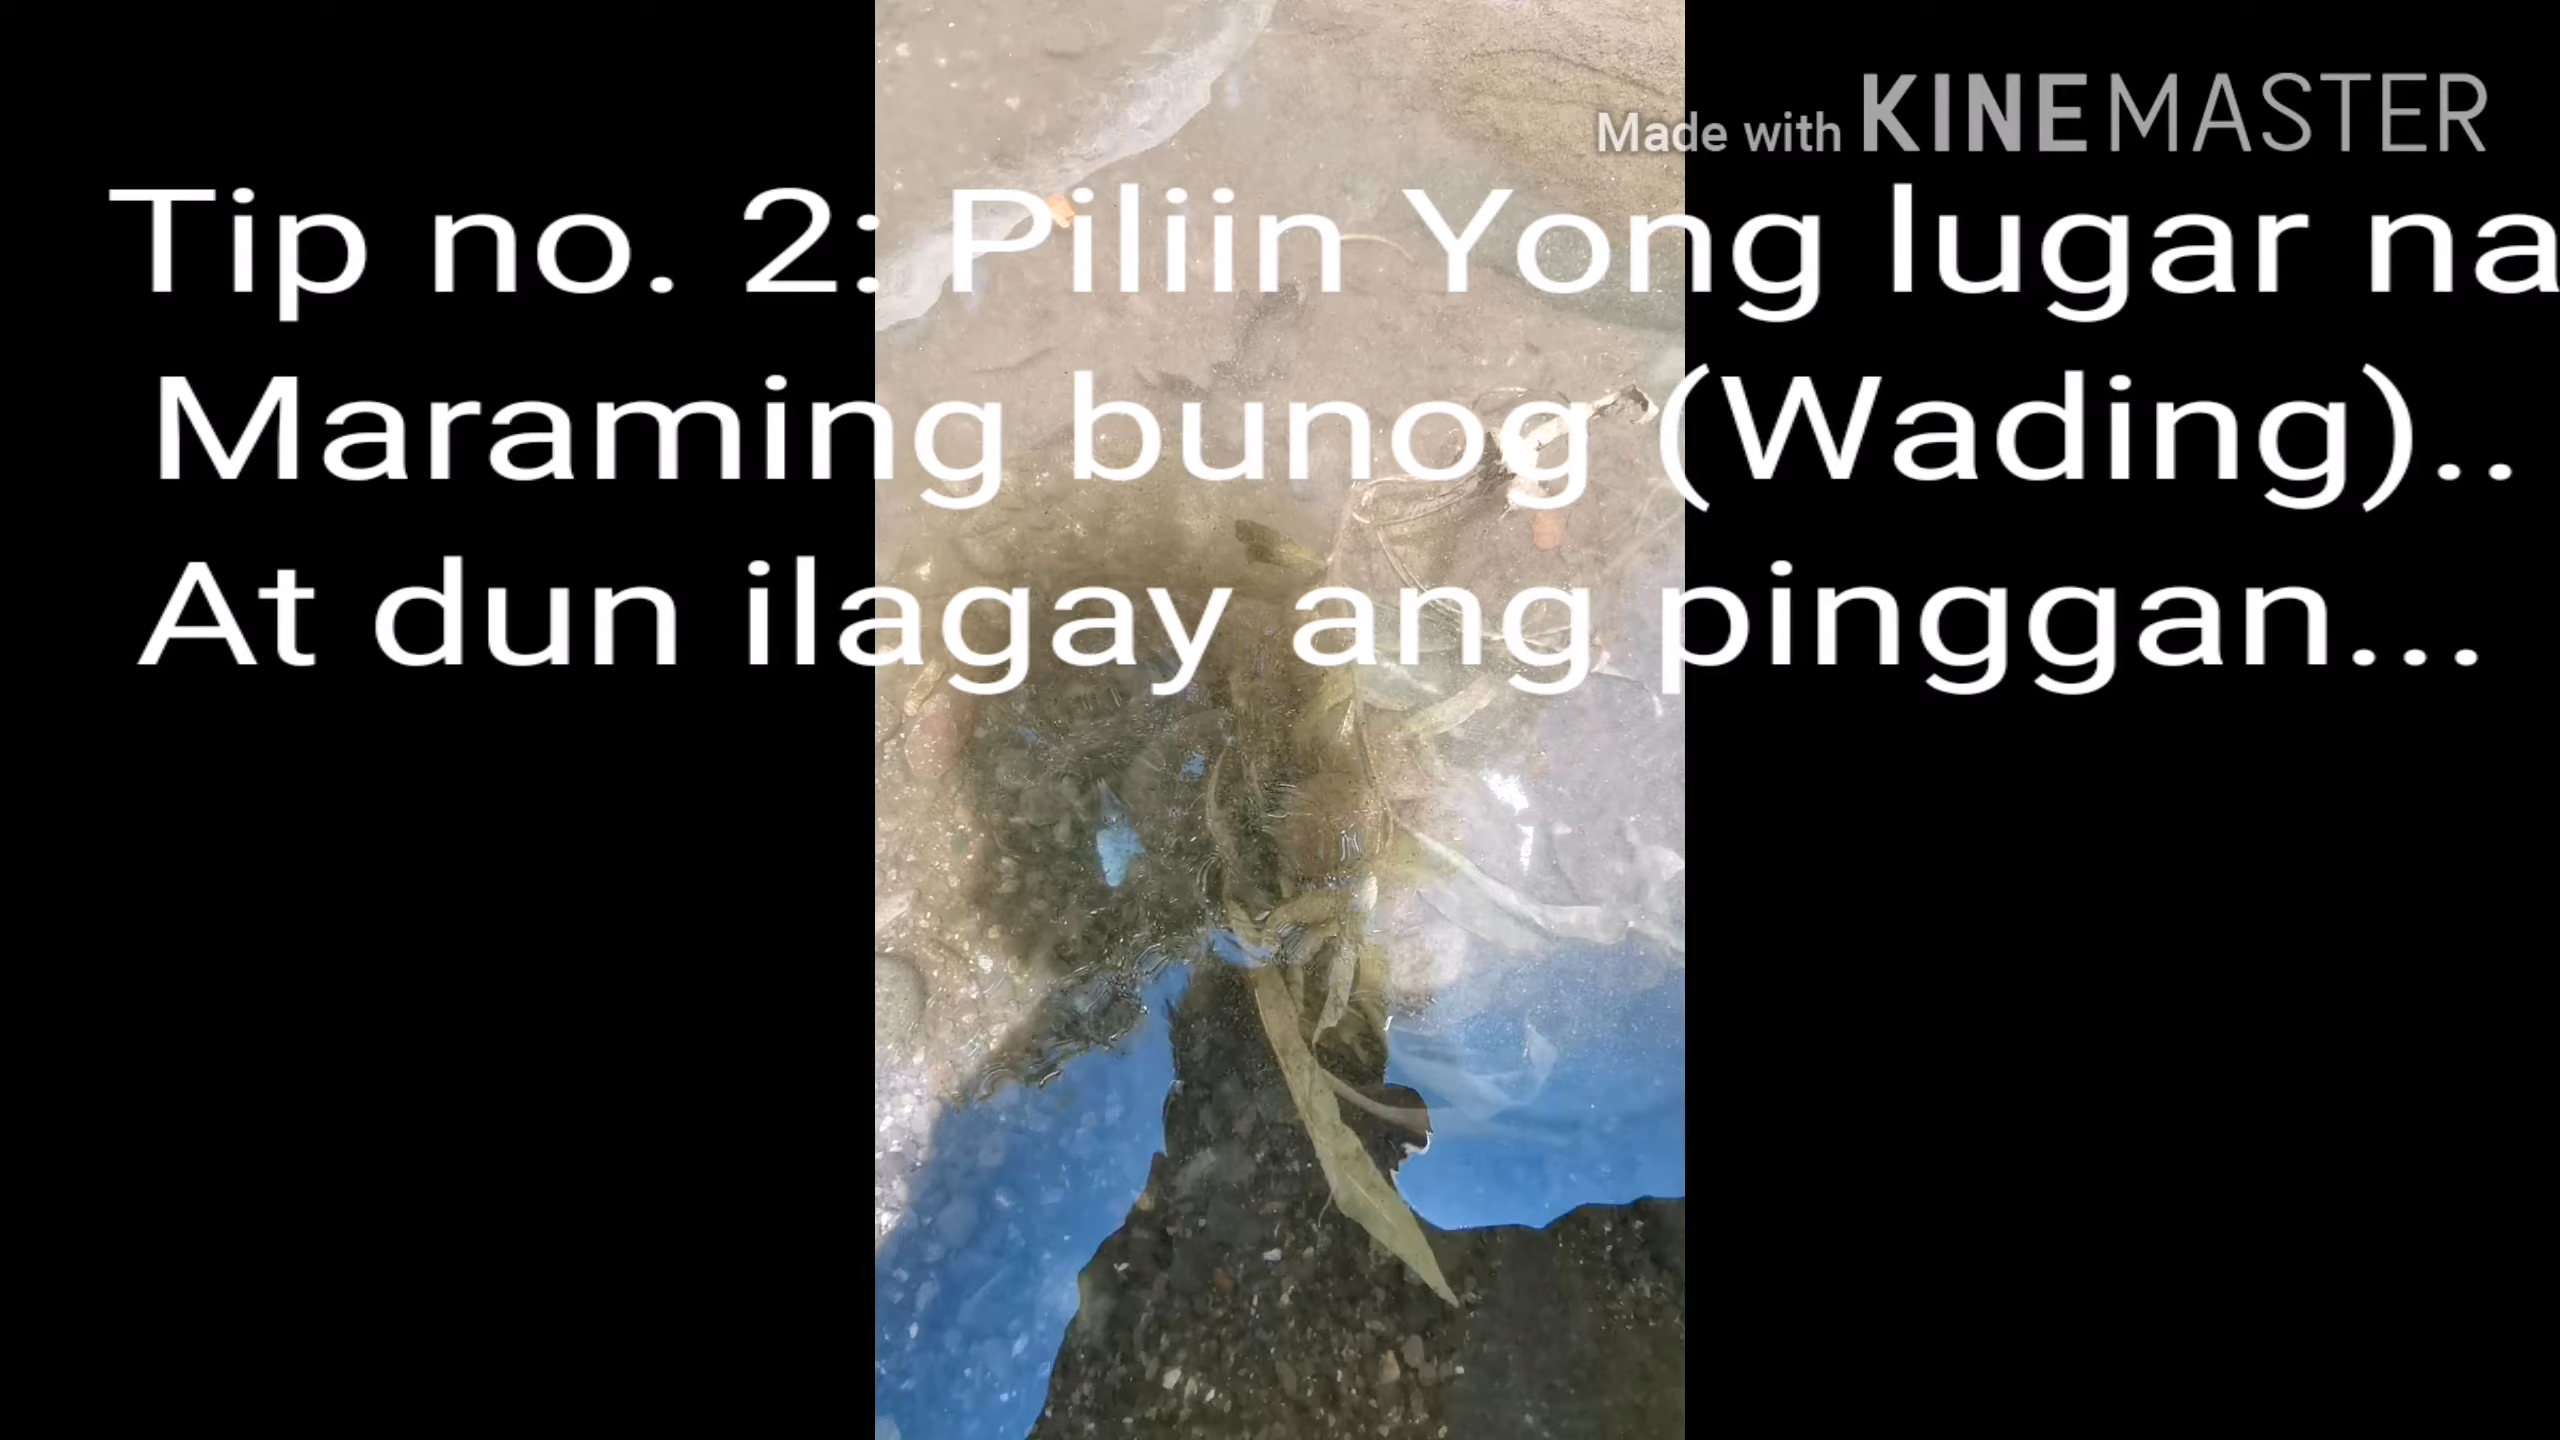 Made with KINEMASTER
Tip no. 2: Piliin Yong lugar na
Maraming bunog (Wading)..
At dun ilagay ang pinggan...